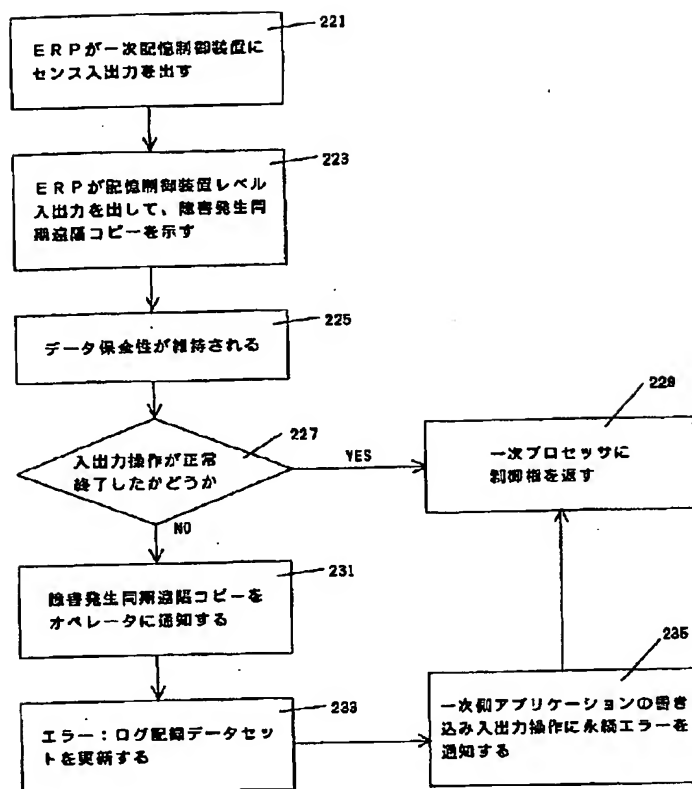 221
ERPが一次記憶制御装置に
センス入出力を出す
223
ERPが記憶制御装置レベル
入出力を出して、障害発生同
期遠隔コピーを示す
225
データ保全性が維持される
227
入出力操作が正常
終了したかどうか
YES
229
一次プロセッサに
制御権を返す
NO
231
障害発生同期遠隔コピーを
オペレータに通知する
233
エラー:ログ記録データセッ
トを更新する
235
一次側アプリケーションの書き
込み入出力操作に永続エラーを
通知する